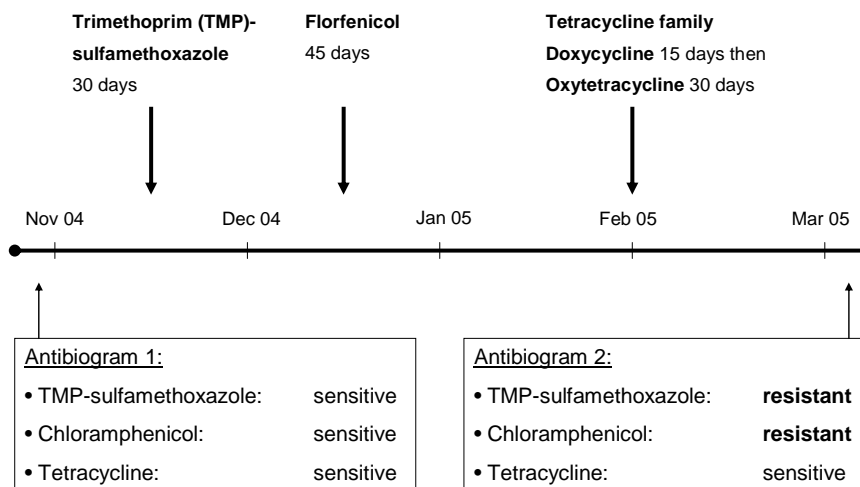 Trimethoprim (TMP)-
sulfamethoxazole
30 days
Florfenicol
45 days
Tetracycline family
Doxycycline 15 days then
Oxytetracycline 30 days
Nov 04
Dec 04
Jan 05
Feb 05
Mar 05
Antibiogram 1:
• TMP-sulfamethoxazole: sensitive
• Chloramphenicol: sensitive
• Tetracycline: sensitive
Antibiogram 2:
• TMP-sulfamethoxazole: resistant
• Chloramphenicol: resistant
• Tetracycline: sensitive